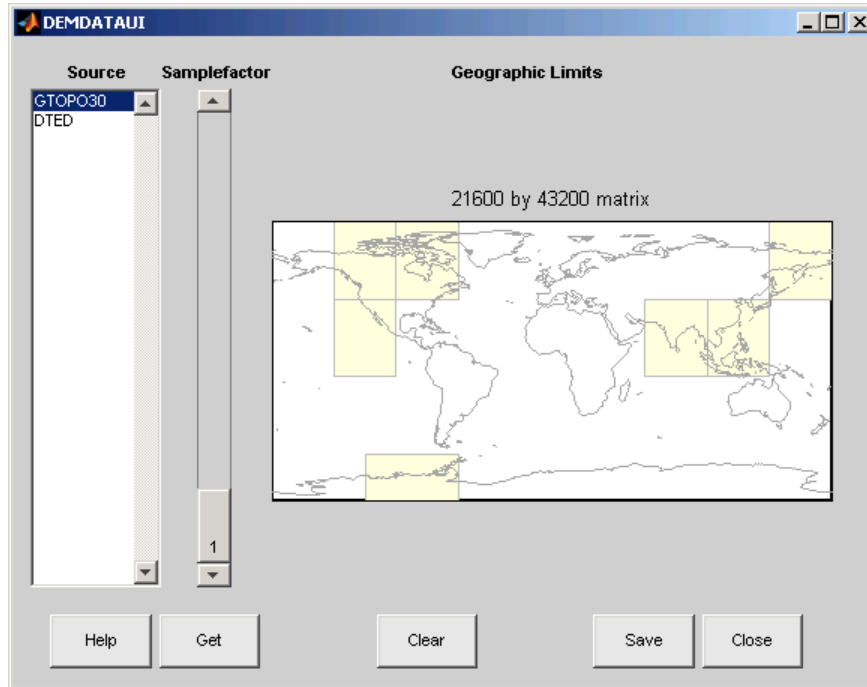 DEMDATAUI
Source Samplefactor Geographic Limits
GTOPO30
DTED
21600 by 43200 matrix
1
Help Get Clear Save Close